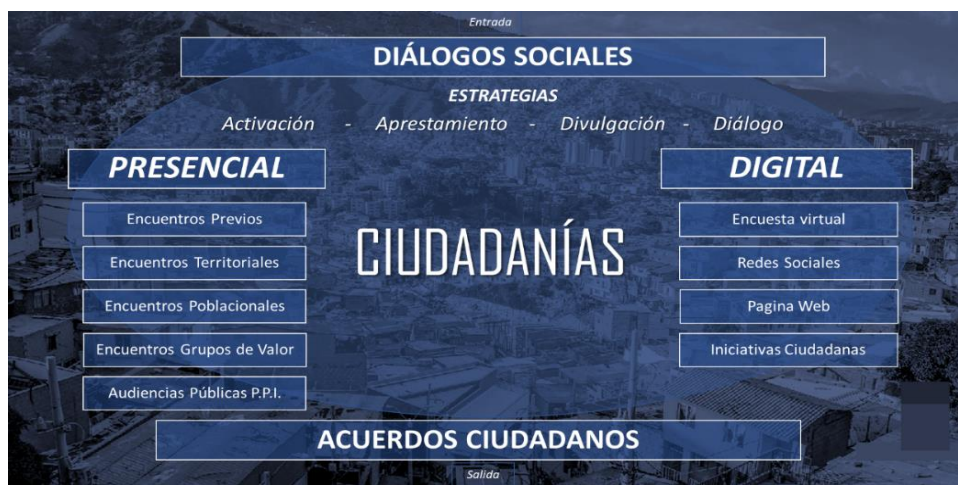 Entrada
DIÁLOGOS SOCIALES
ESTRATEGIAS
Activación - Aprestamiento - Divulgación - Diálogo
PRESENCIAL
Encuentros Previos
Encuentros Territoriales
Encuentros Poblacionales
Encuentros Grupos de Valor
Audiencias Públicas P.P.I.
CIUDADANÍAS
DIGITAL
Encuesta virtual
Redes Sociales
Pagina Web
Iniciativas Ciudadanas
ACUERDOS CIUDADANOS
Salida